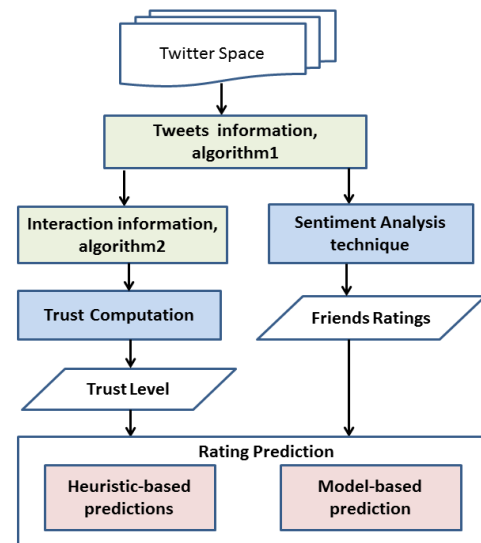 Twitter Space
Tweets information,
algorithm1
Interaction information,
algorithm2
Sentiment Analysis
technique
Trust Computation
Friends Ratings
Trust Level
Rating Prediction
Heuristic-based
predictions
Model-based
prediction